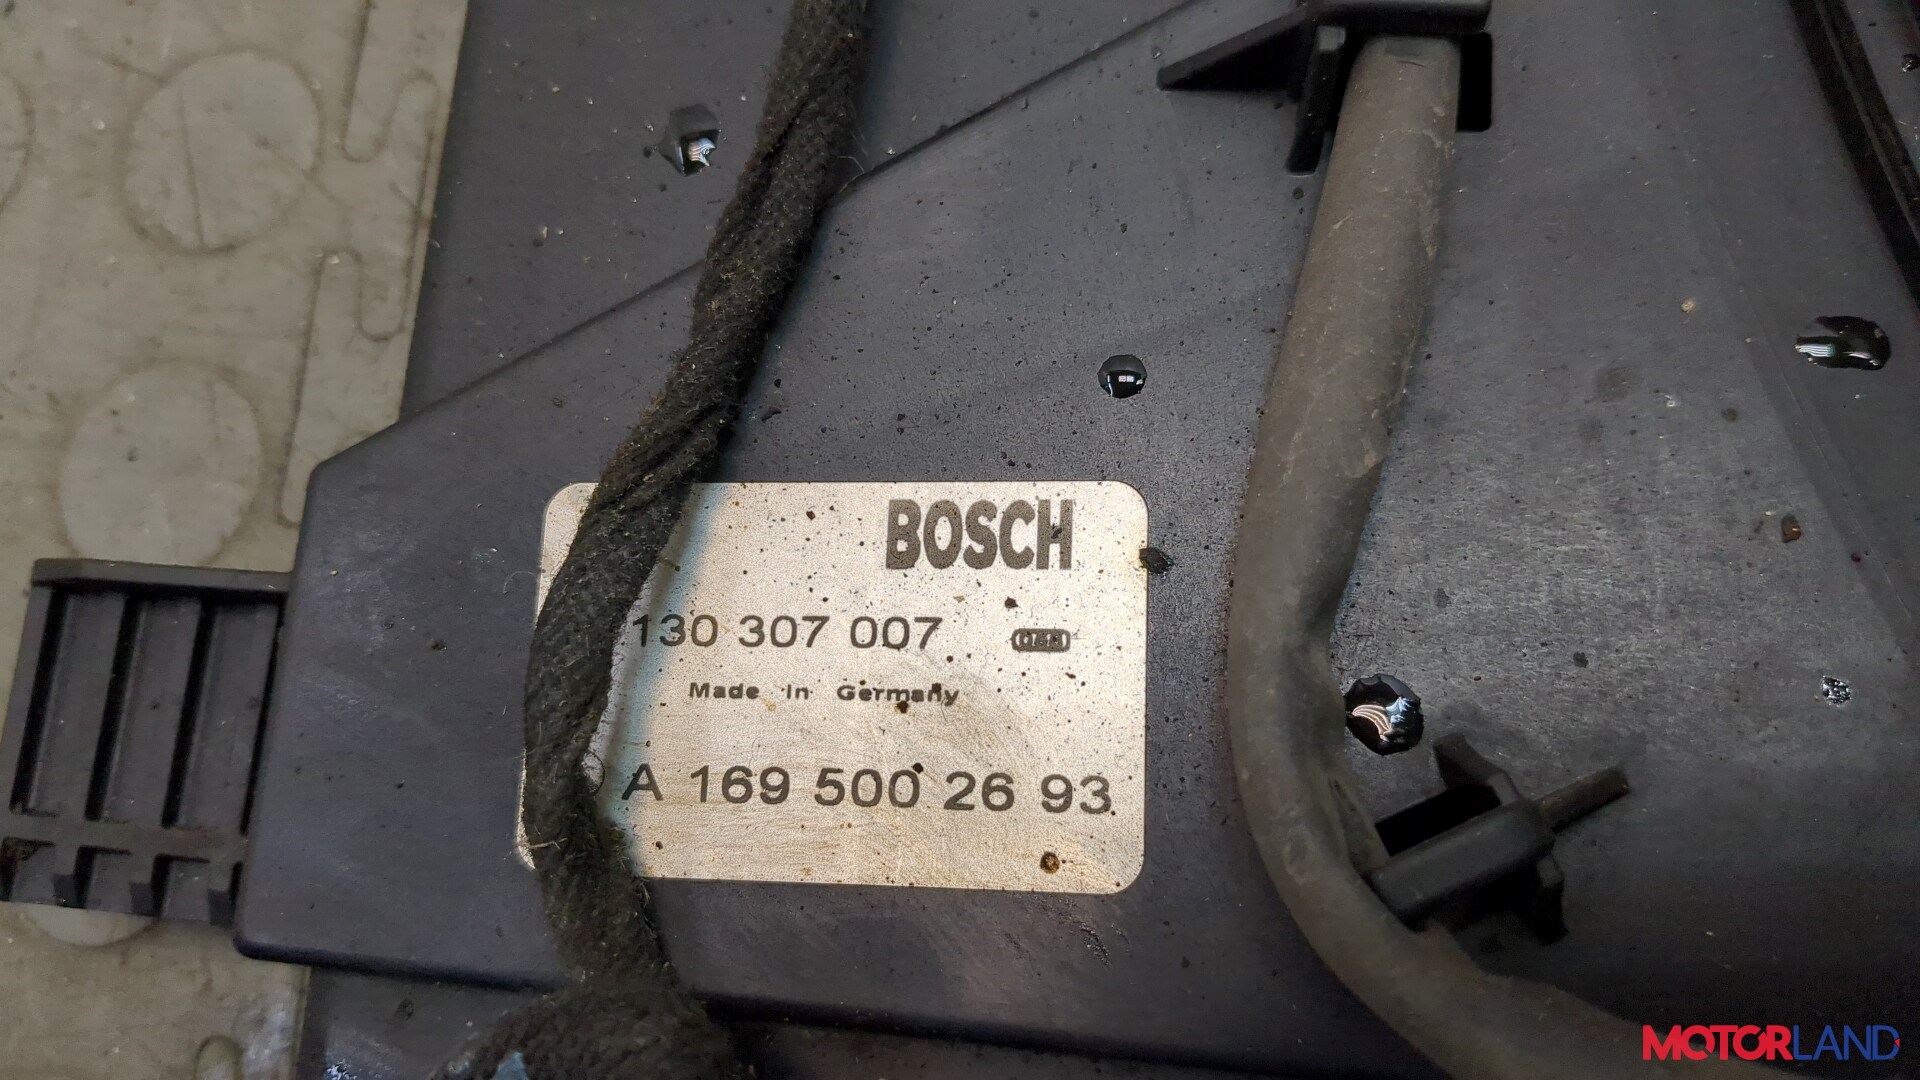 BOSCH
130 307 007
Made in Germany
A 169 500 26 93
MOTORLAND